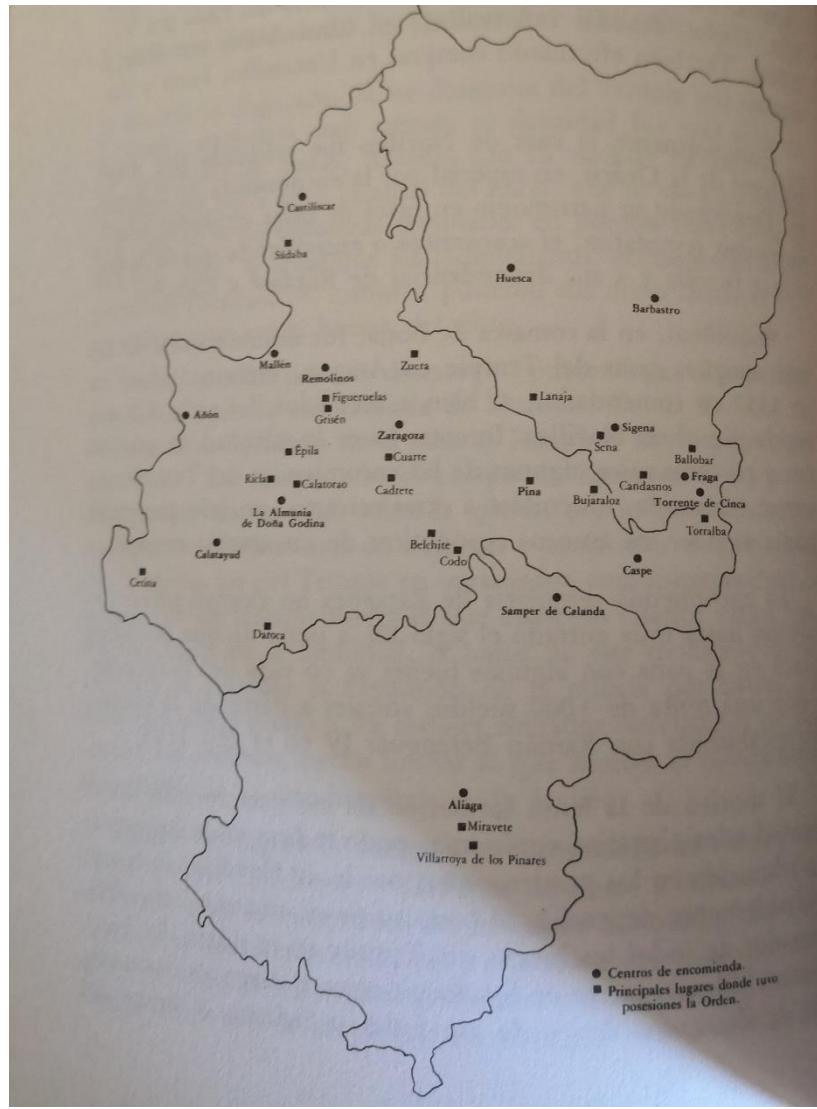 Castiliscar
Sádaba
Huesca
Barbastro
Mallén
Remolinos
Zuera
Figueruelas
Grisén
Lanaja
Añón
Zaragoza
Sigena
Sena
Épila
Cuarte
Ballobar
Ricla
Calatorao
Cadrete
Pina
Candasnos
Fraga
Bujaraloz
Torrente de Cinca
La Almunia
de Doña Godina
Torralba
Calatayud
Belchite
Codo
Caspe
Cetina
Samper de Calanda
Daroca
Aliaga
Miravete
Villarroya de los Pinares
Centros de encomienda.
Principales lugares donde tuvo
posesiones la Orden.